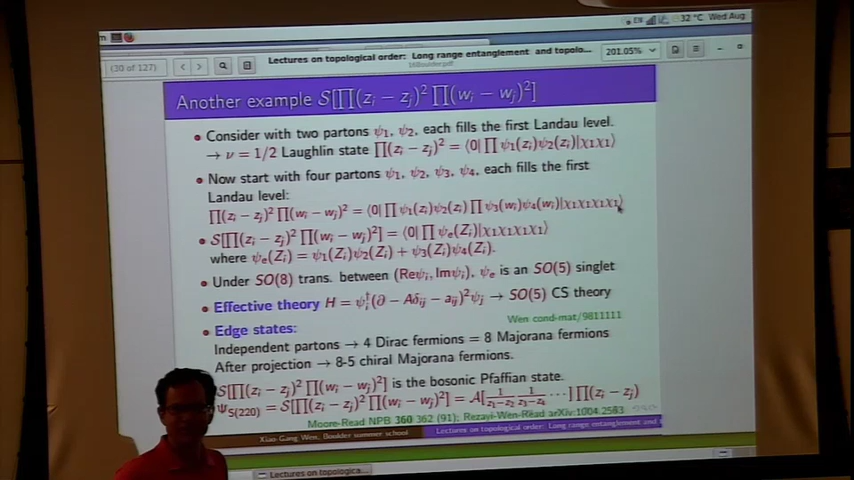 EN 32 °C Wed Aug
(30 of 127) Lectures on topological order: Long range entanglement and topolo... 201.05%
16Boulder.pdf
Another example 𝒮[∏(z_i − z_j)^2 ∏(w_i − w_j)^2]
• Consider with two partons ψ_1, ψ_2, each fills the first Landau level.
→ ν = 1/2 Laughlin state ∏(z_i − z_j)^2 = ⟨0| ∏ ψ_1(z_i)ψ_2(z_i)|χ_1χ_1⟩
• Now start with four partons ψ_1, ψ_2, ψ_3, ψ_4, each fills the first
Landau level:
∏(z_i − z_j)^2 ∏(w_i − w_j)^2 = ⟨0| ∏ ψ_1(z_i)ψ_2(z_i) ∏ ψ_3(w_i)ψ_4(w_i)|χ_1χ_1χ_1χ_1⟩
• 𝒮[∏(z_i − z_j)^2 ∏(w_i − w_j)^2] = ⟨0| ∏ ψ_e(Z_i)|χ_1χ_1χ_1χ_1⟩
where ψ_e(Z_i) = ψ_1(Z_i)ψ_2(Z_i) + ψ_3(Z_i)ψ_4(Z_i).
• Under SO(8) trans. between (Reψ_i, Imψ_i), ψ_e is an SO(5) singlet
• Effective theory H = ψ_i^†(∂ − Aδ_ij − a_ij)^2ψ_j → SO(5) CS theory
Wen cond-mat/9811111
• Edge states:
Independent partons → 4 Dirac fermions = 8 Majorana fermions
After projection → 8-5 chiral Majorana fermions.
𝒮[∏(z_i − z_j)^2 ∏(w_i − w_j)^2] is the bosonic Pfaffian state.
Ψ_S(220) = 𝒮[∏(z_i − z_j)^2 ∏(w_i − w_j)^2] = A[1/(z_1−z_2) 1/(z_3−z_4) ···] ∏(z_i − z_j)
Moore-Read NPB 360 362 (91); Rezayi-Wen-Read arXiv:1004.2583
Xiao-Gang Wen, Boulder summer school Lectures on topological order: Long range entanglement and
Lectures on topological...